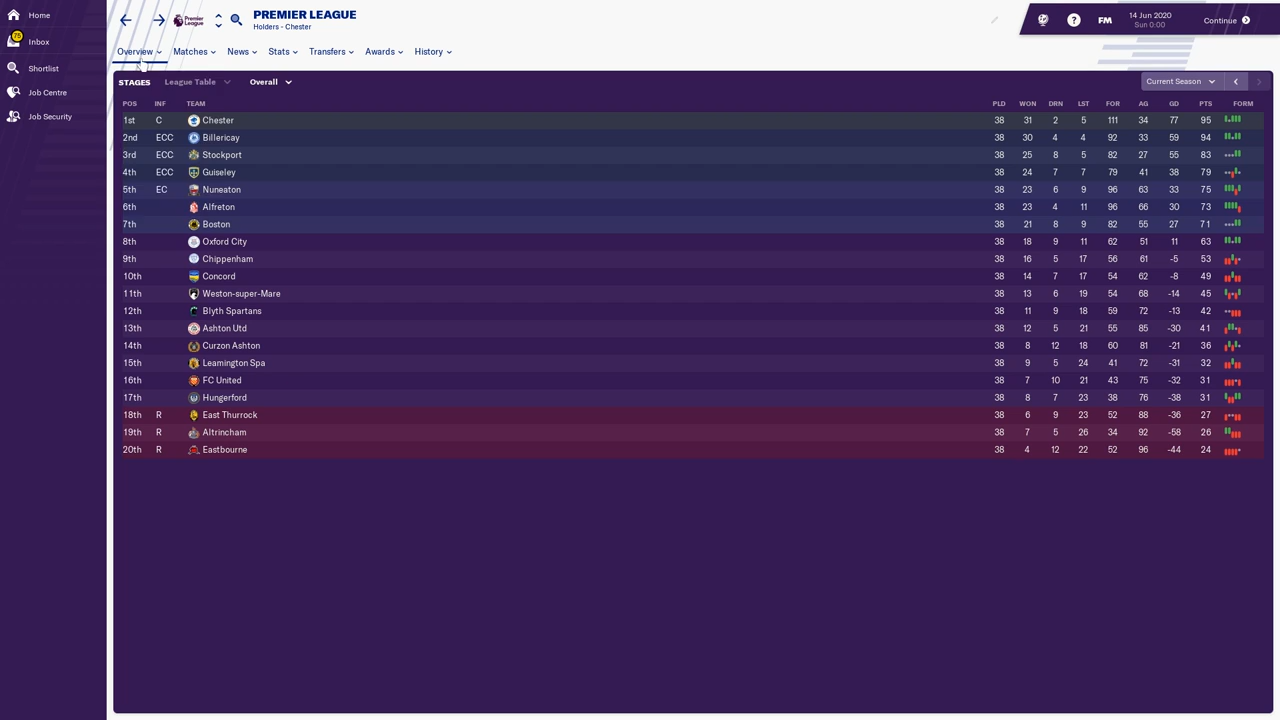 Home
Inbox
75
Shortlist
Job Centre
Job Security
Premier League
PREMIER LEAGUE
Holders - Chester
FM
14 Jun 2020
Sun 0:00
Continue
Overview Matches News Stats Transfers Awards History
STAGES League Table Overall Current Season
POS INF TEAM PLD WON DRN LST FOR AG GD PTS FORM
1st C Chester 38 31 2 5 111 34 77 95
2nd ECC Billericay 38 30 4 4 92 33 59 94
3rd ECC Stockport 38 25 8 5 82 27 55 83
4th ECC Guiseley 38 24 7 7 79 41 38 79
5th EC Nuneaton 38 23 6 9 96 63 33 75
6th Alfreton 38 23 4 11 96 66 30 73
7th Boston 38 21 8 9 82 55 27 71
8th Oxford City 38 18 9 11 62 51 11 63
9th Chippenham 38 16 5 17 56 61 -5 53
10th Concord 38 14 7 17 54 62 -8 49
11th Weston-super-Mare 38 13 6 19 54 68 -14 45
12th Blyth Spartans 38 11 9 18 59 72 -13 42
13th Ashton Utd 38 12 5 21 55 85 -30 41
14th Curzon Ashton 38 8 12 18 60 81 -21 36
15th Leamington Spa 38 9 5 24 41 72 -31 32
16th FC United 38 7 10 21 43 75 -32 31
17th Hungerford 38 8 7 23 38 76 -38 31
18th R East Thurrock 38 6 9 23 52 88 -36 27
19th R Altrincham 38 7 5 26 34 92 -58 26
20th R Eastbourne 38 4 12 22 52 96 -44 24